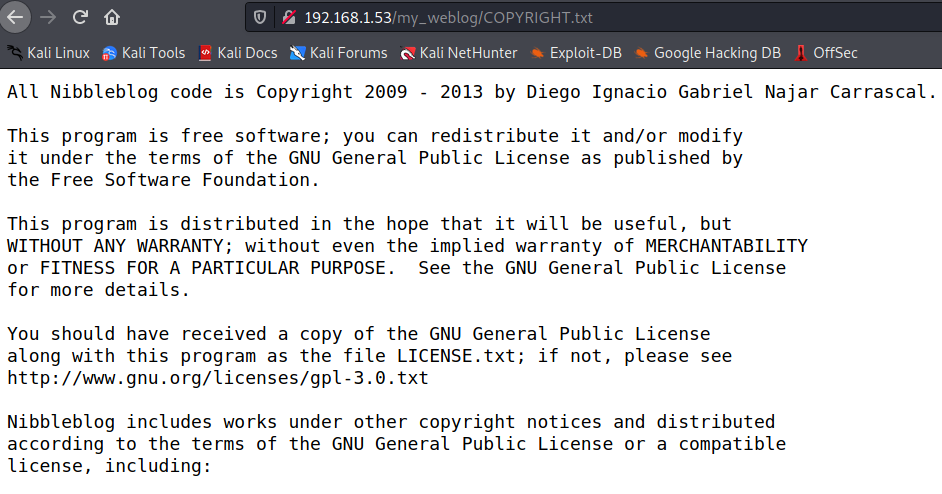 192.168.1.53/my_weblog/COPYRIGHT.txt
Kali Linux Kali Tools Kali Docs Kali Forums Kali NetHunter Exploit-DB Google Hacking DB OffSec
All Nibbleblog code is Copyright 2009 - 2013 by Diego Ignacio Gabriel Najar Carrascal.
This program is free software; you can redistribute it and/or modify
it under the terms of the GNU General Public License as published by
the Free Software Foundation.
This program is distributed in the hope that it will be useful, but
WITHOUT ANY WARRANTY; without even the implied warranty of MERCHANTABILITY
or FITNESS FOR A PARTICULAR PURPOSE.  See the GNU General Public License
for more details.
You should have received a copy of the GNU General Public License
along with this program as the file LICENSE.txt; if not, please see
http://www.gnu.org/licenses/gpl-3.0.txt
Nibbleblog includes works under other copyright notices and distributed
according to the terms of the GNU General Public License or a compatible
license, including: